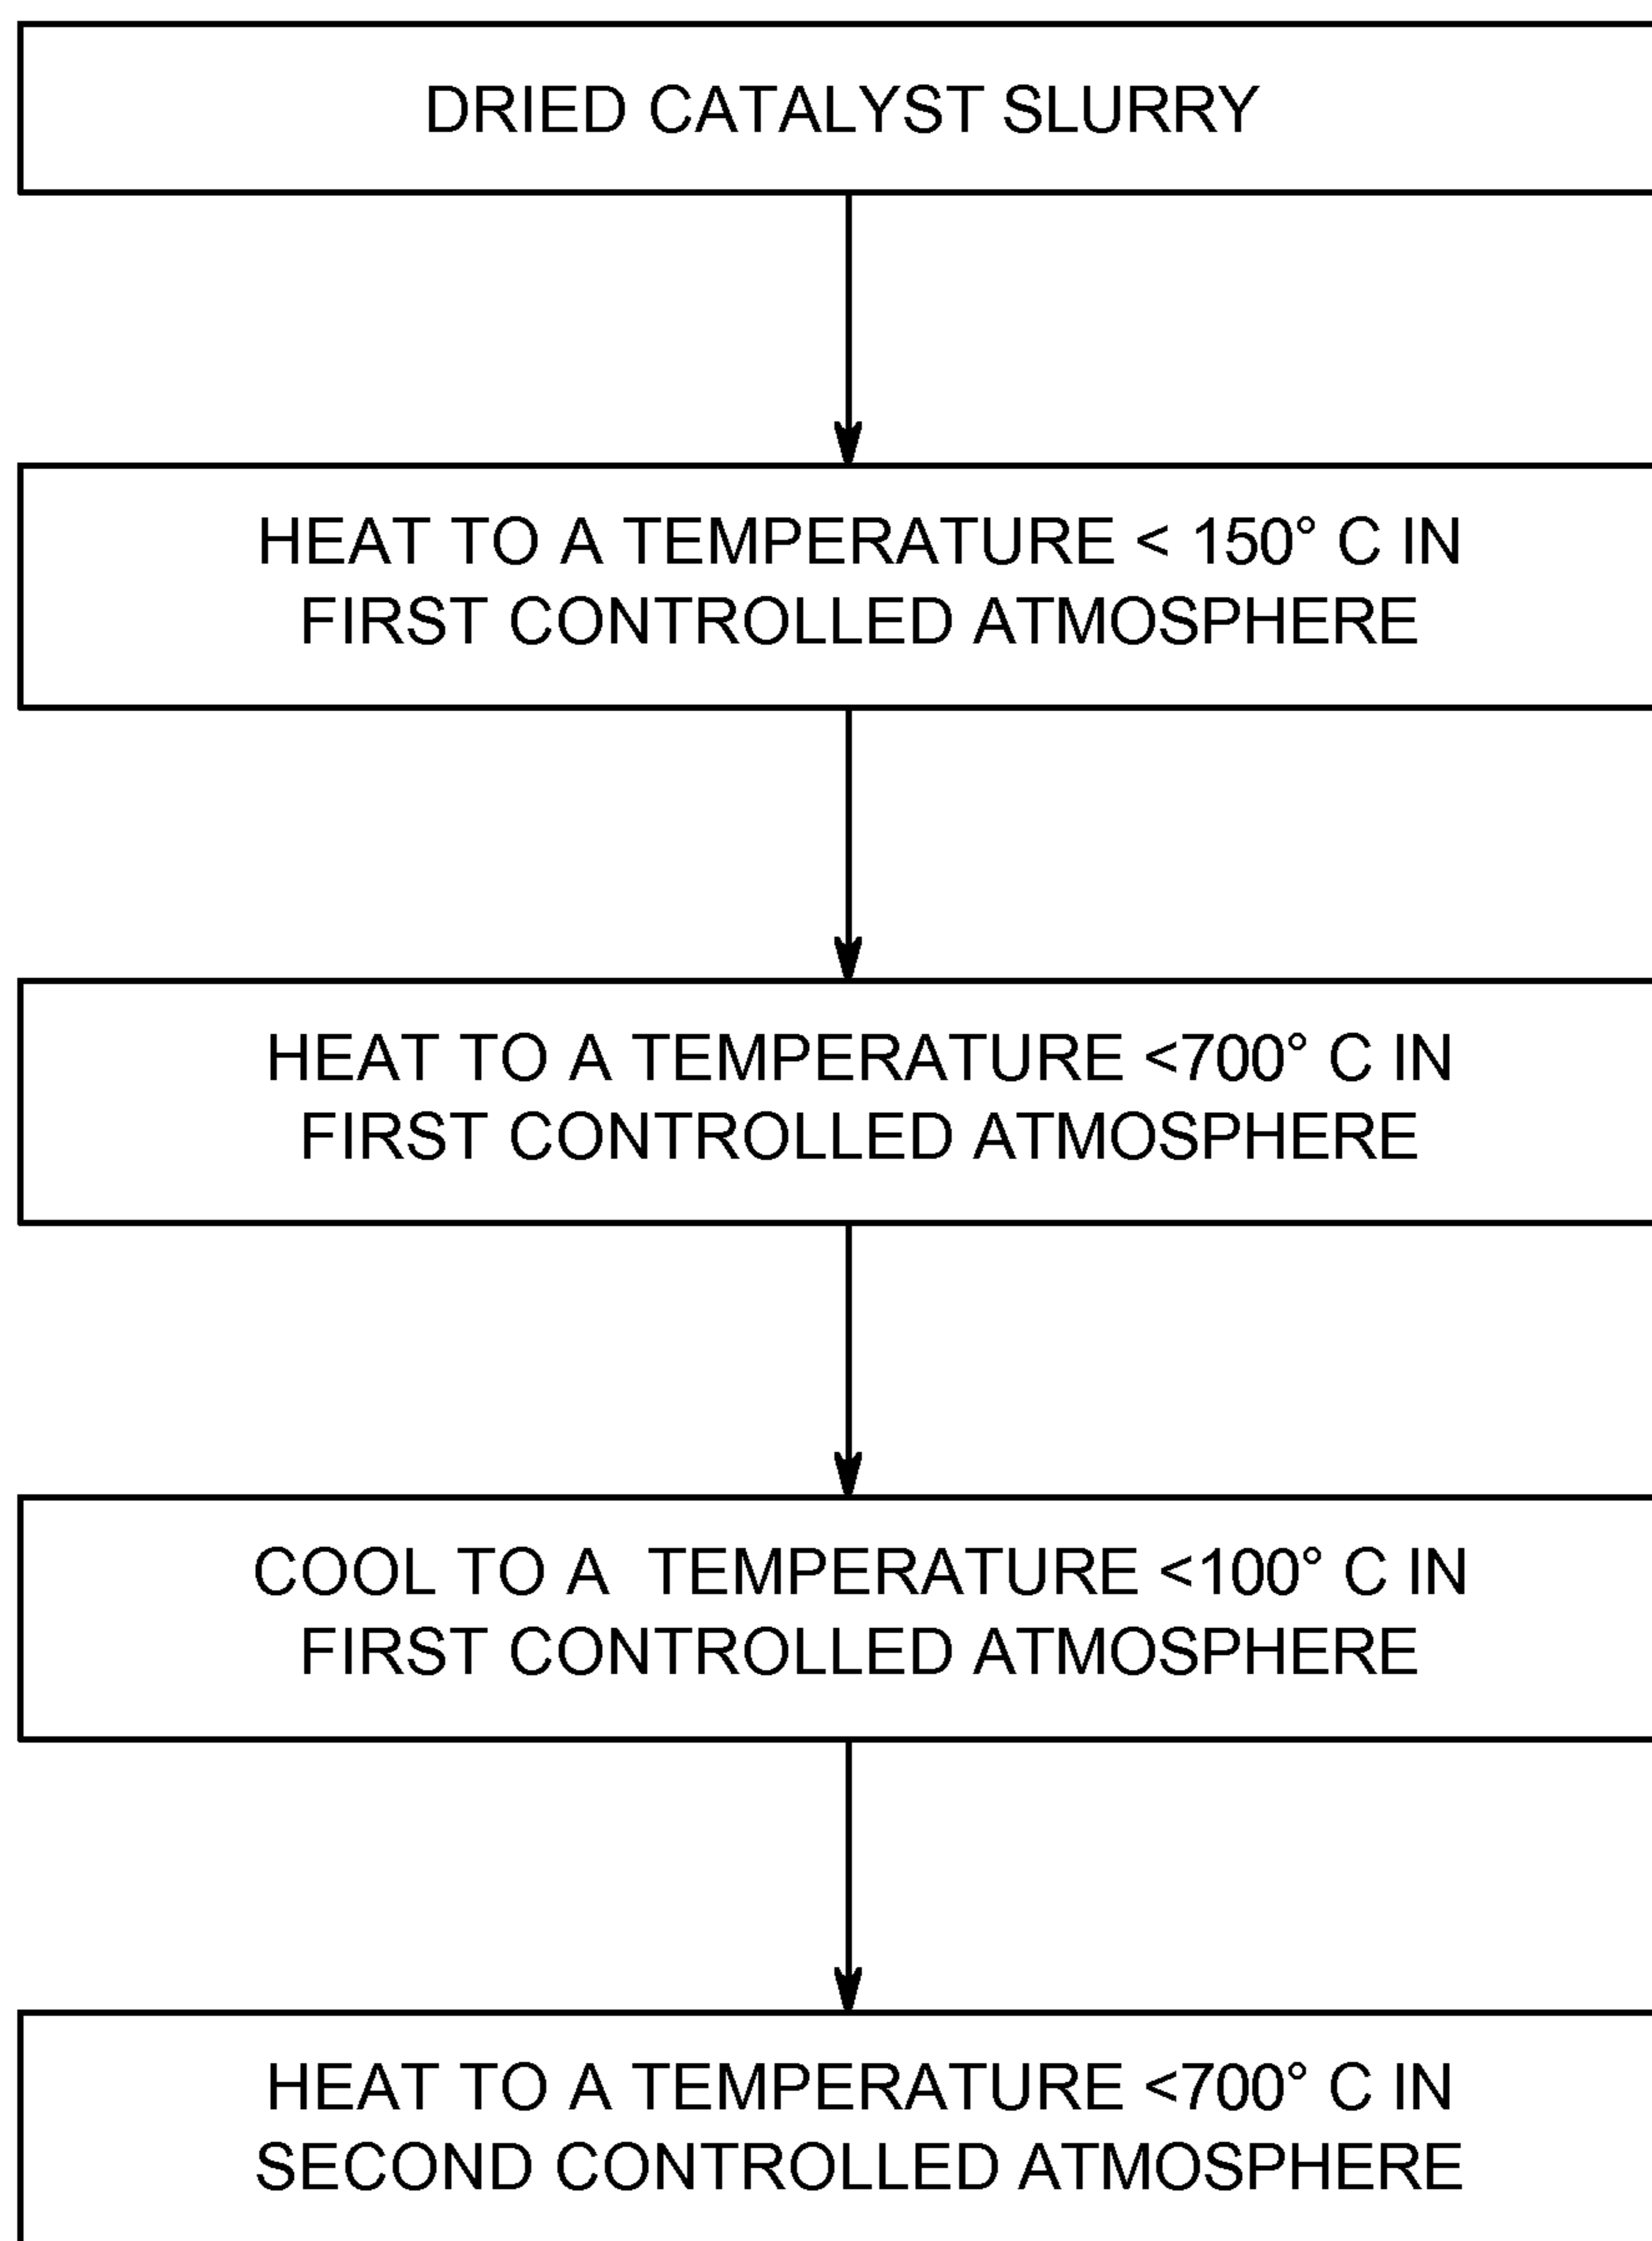 DRIED CATALYST SLURRY
HEAT TO A TEMPERATURE < 150° C IN
FIRST CONTROLLED ATMOSPHERE
HEAT TO A TEMPERATURE <700° C IN
FIRST CONTROLLED ATMOSPHERE
COOL TO A TEMPERATURE <100° C IN
FIRST CONTROLLED ATMOSPHERE
HEAT TO A TEMPERATURE <700° C IN
SECOND CONTROLLED ATMOSPHERE